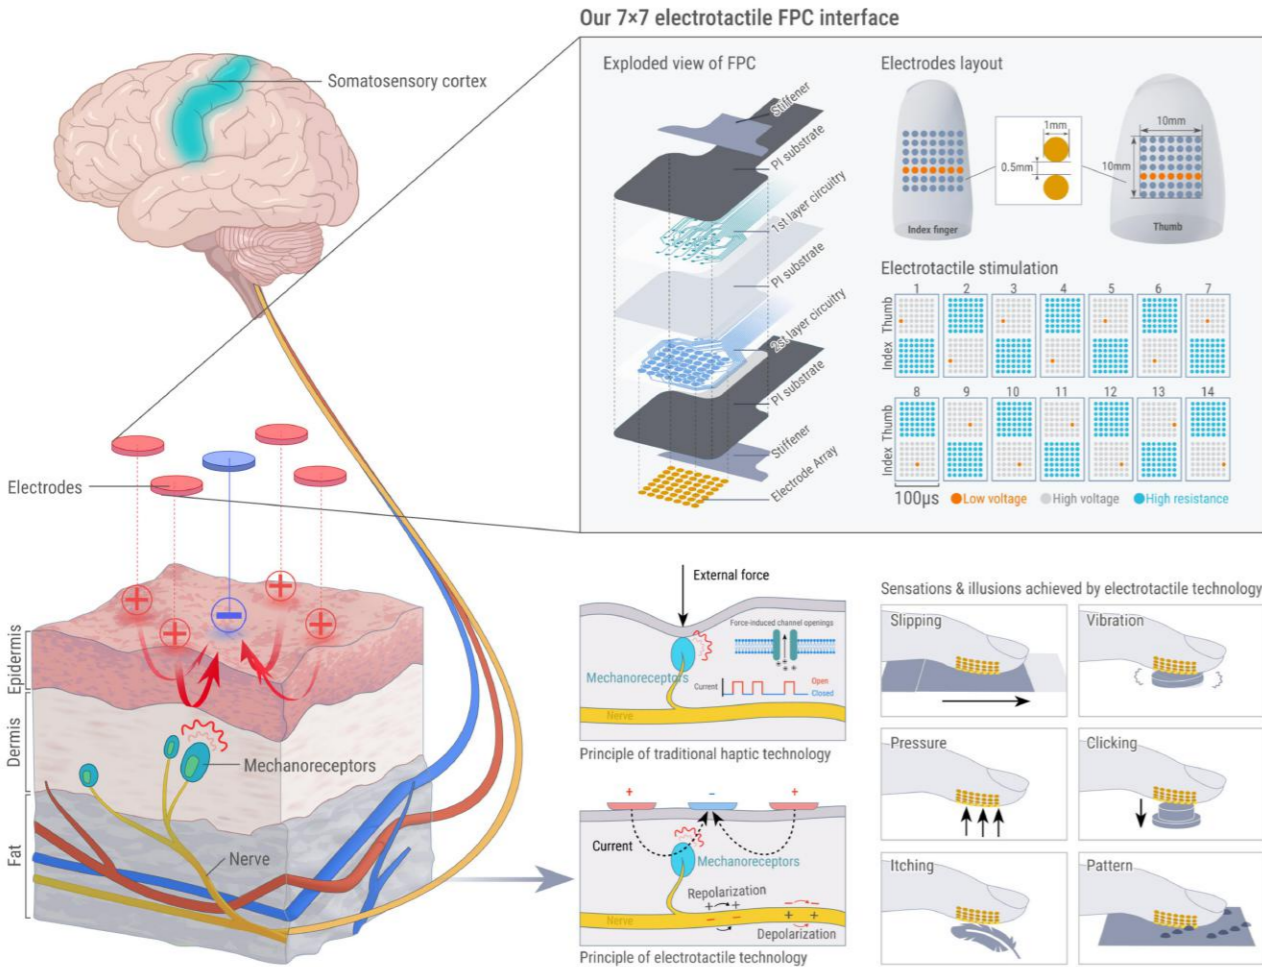 Our 7×7 electrotactile FPC interface
Somatosensory cortex
Exploded view of FPC
Stiffener
PI substrate
1st layer circuitry
PI substrate
2st layer circuitry
PI substrate
Stiffener
Electrode Array
Electrodes layout
1mm
0.5mm
Index finger
10mm
10mm
Thumb
Electrotactile stimulation
1 2 3 4 5 6 7
Thumb
Index
8 9 10 11 12 13 14
Thumb
Index
100μs
Low voltage
High voltage
High resistance
Electrodes
+ + − + +
Epidermis
Dermis
Fat
Mechanoreceptors
Nerve
External force
Force-induced channel openings
Mechanoreceptors
Current
Open
Closed
Nerve
Principle of traditional haptic technology
+ − +
Current
Mechanoreceptors
Repolarization
+ + − −
− − + +
Nerve
Depolarization
Principle of electrotactile technology
Sensations & illusions achieved by electrotactile technology
Slipping
Vibration
Pressure
Clicking
Itching
Pattern